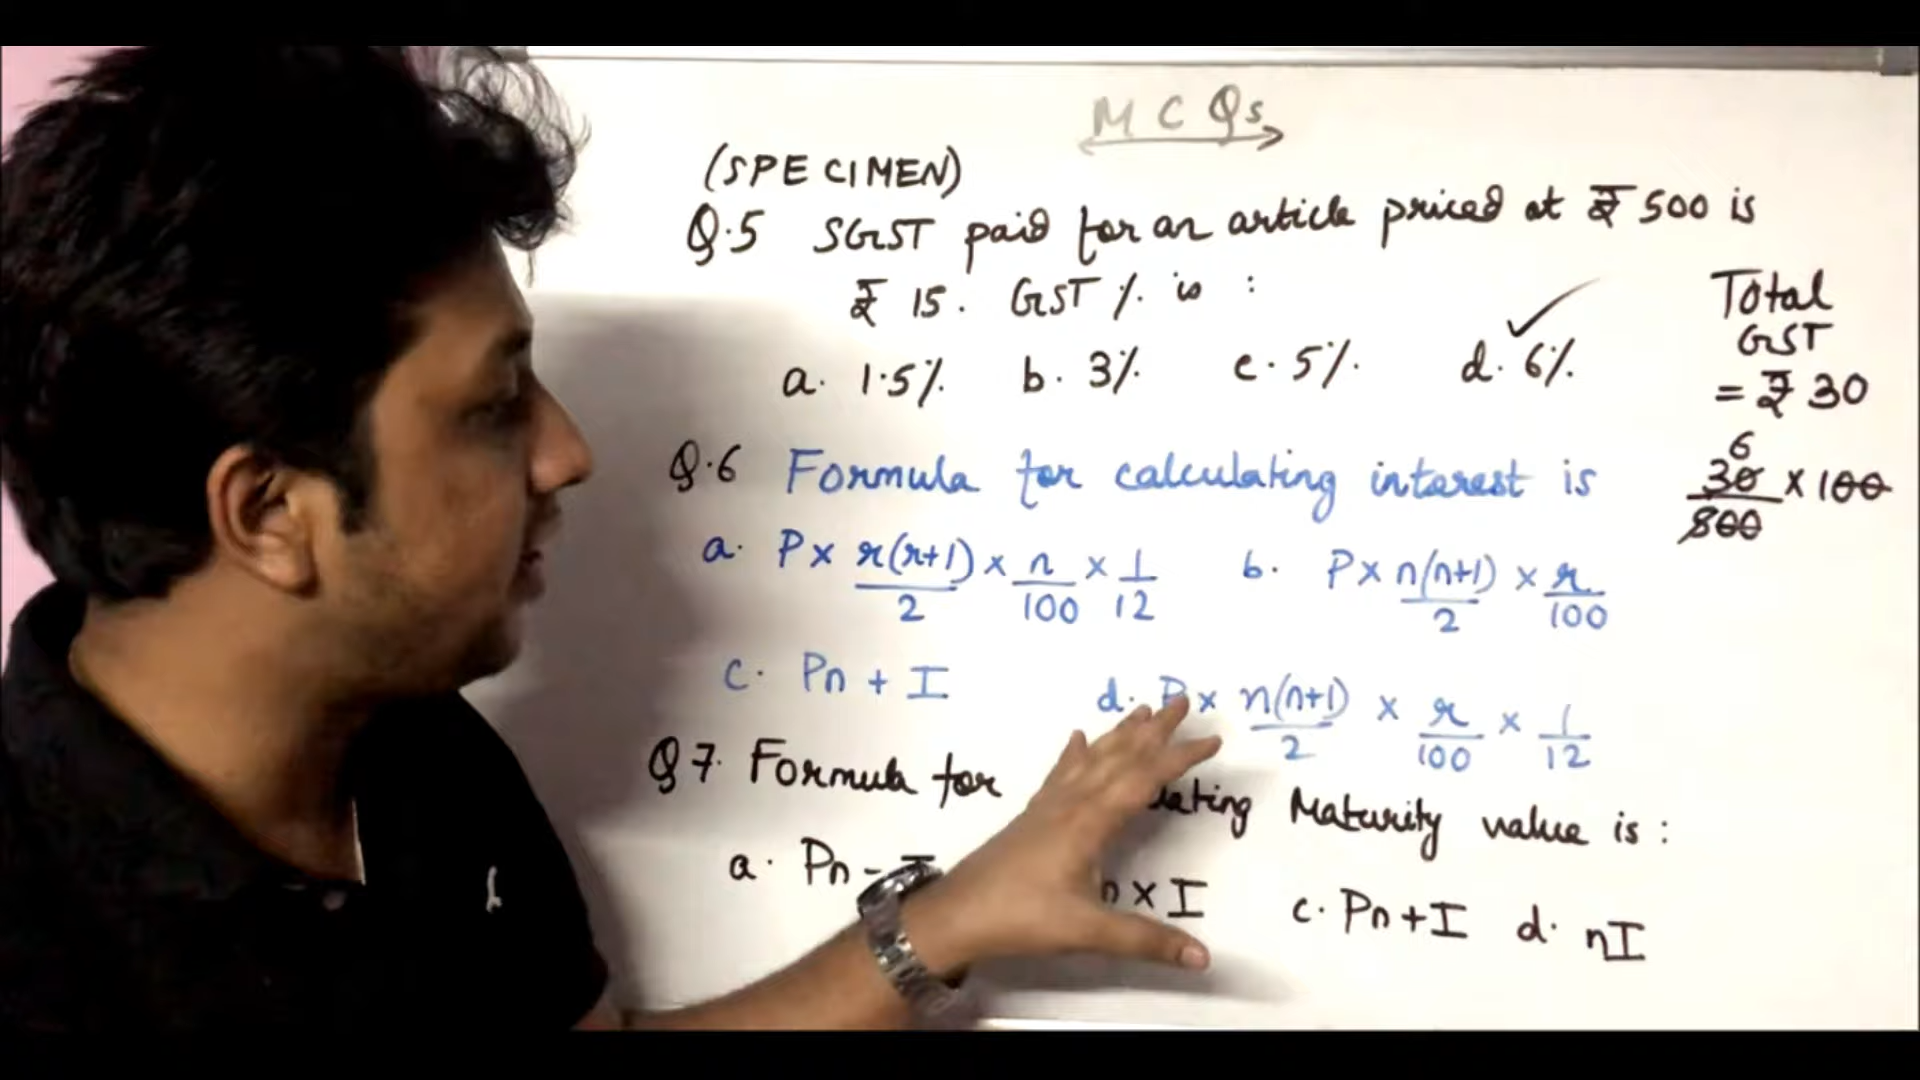 MCQs
(SPECIMEN)
Q.5 SGST paid for an article priced at ₹ 500 is
₹ 15. GST % is :
a. 1.5% b. 3% c. 5% d. 6% ✓
Total
GST
= ₹ 30
6
30/500 × 100
Q.6 Formula for calculating interest is
a. P × r(r+1)/2 × n/100 × 1/12 b. P × n(n+1)/2 × r/100
c. Pn + I d. P × n(n+1)/2 × r/100 × 1/12
Q7. Formula for ating Maturity value is :
a. Pn - × I c. Pn + I d. nI